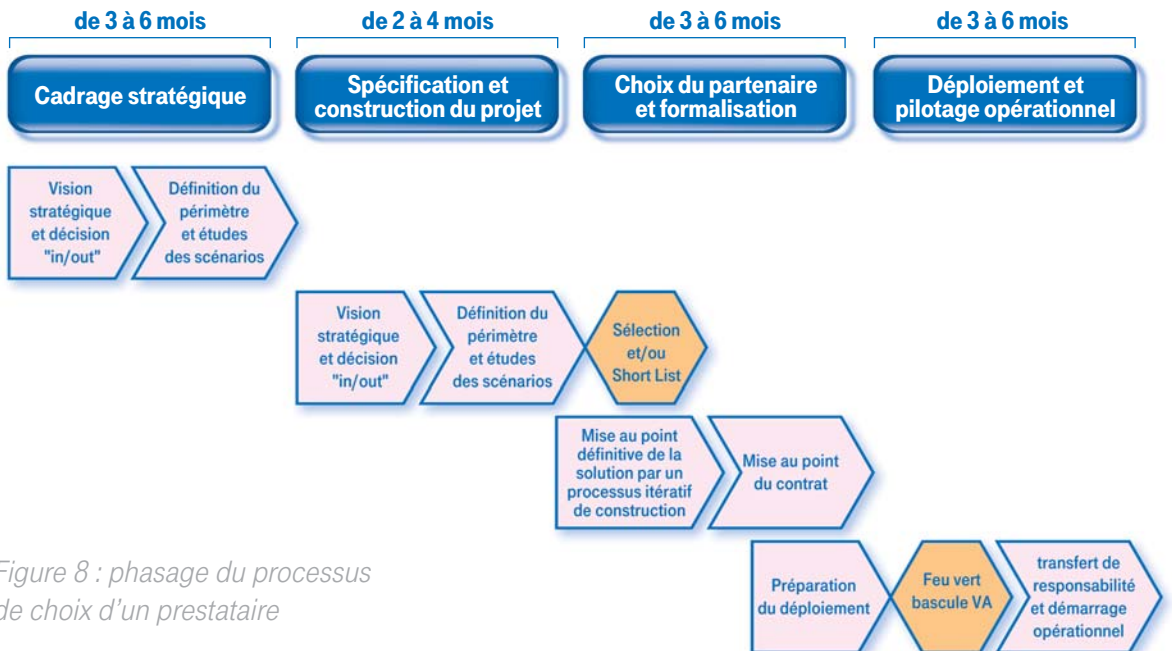 de 3 à 6 mois
de 2 à 4 mois
de 3 à 6 mois
de 3 à 6 mois
Cadrage stratégique
Spécification et
construction du projet
Choix du partenaire
et formalisation
Déploiement et
pilotage opérationnel
Vision
stratégique
et décision
"in/out"
Définition du
périmètre
et études
des scénarios
Vision
stratégique
et décision
"in/out"
Définition du
périmètre
et études
des scénarios
Sélection
et/ou
Short List
Mise au point
définitive de la
solution par un
processus itératif
de construction
Mise au point
du contrat
Préparation
du déploiement
Feu vert
bascule VA
transfert de
responsabilité
et démarrage
opérationnel
Figure 8 : phasage du processus
de choix d'un prestataire